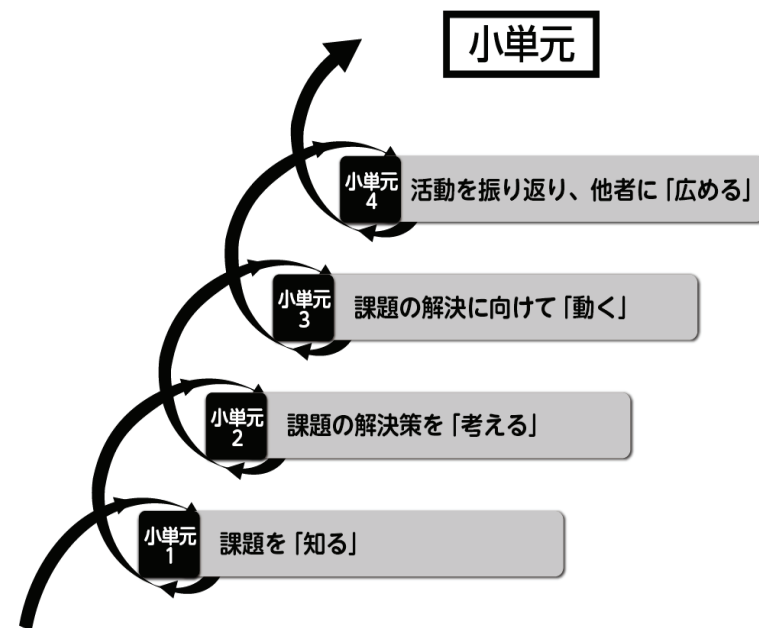 小単元
小単元
4
活動を振り返り、他者に「広める」
小単元
3
課題の解決に向けて「動く」
小単元
2
課題の解決策を「考える」
小単元
1
課題を「知る」